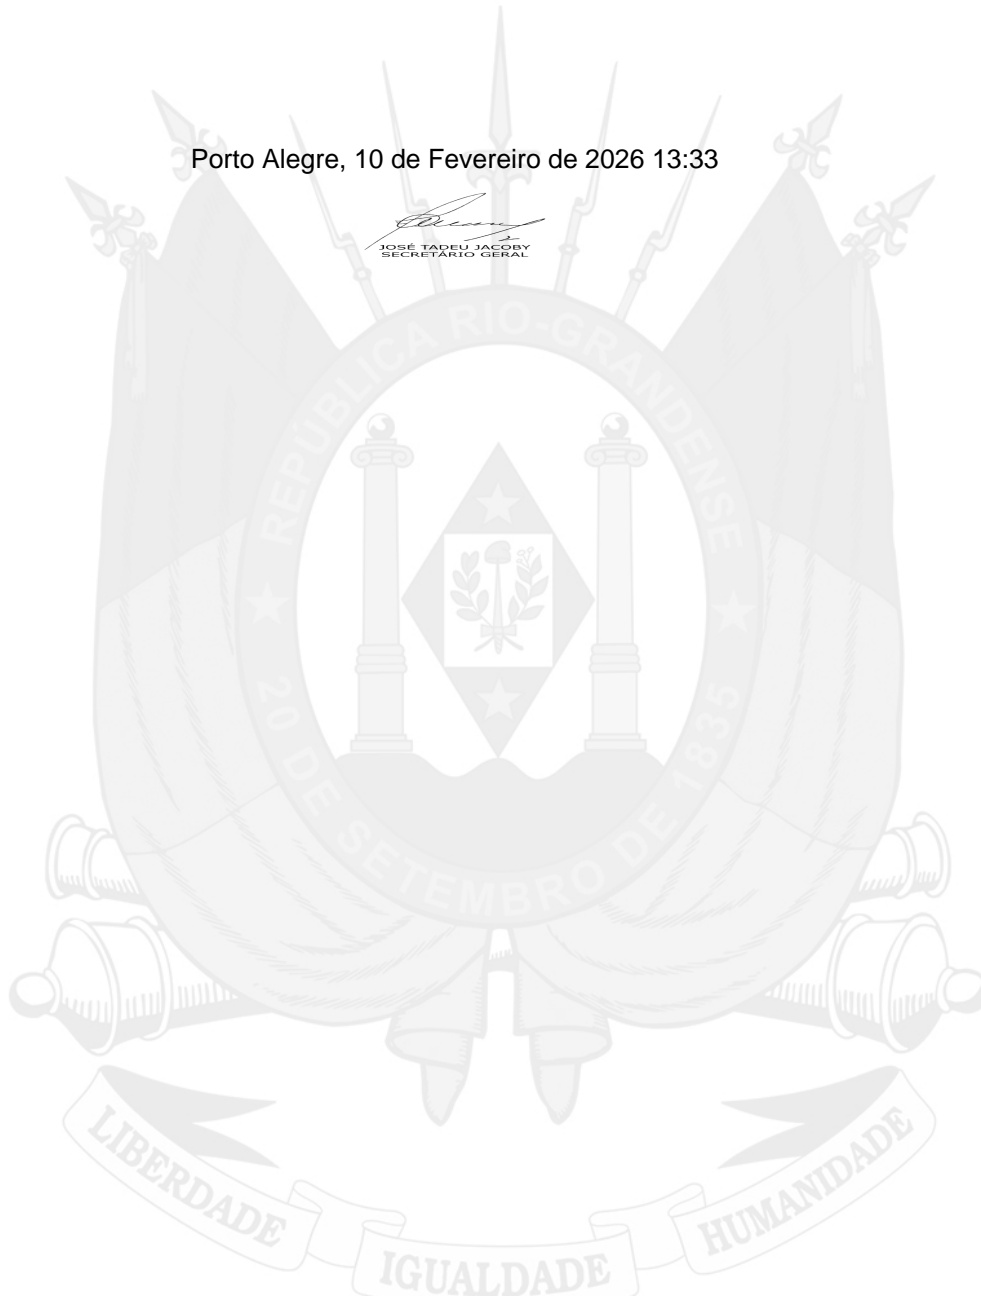 Porto Alegre, 10 de Fevereiro de 2026 13:33
JOSÉ TADEU JACOBY
SECRETÁRIO GERAL
REPÚBLICA RIO-GRANDENSE
20 DE SETEMBRO DE 1835
LIBERDADE
IGUALDADE
HUMANIDADE